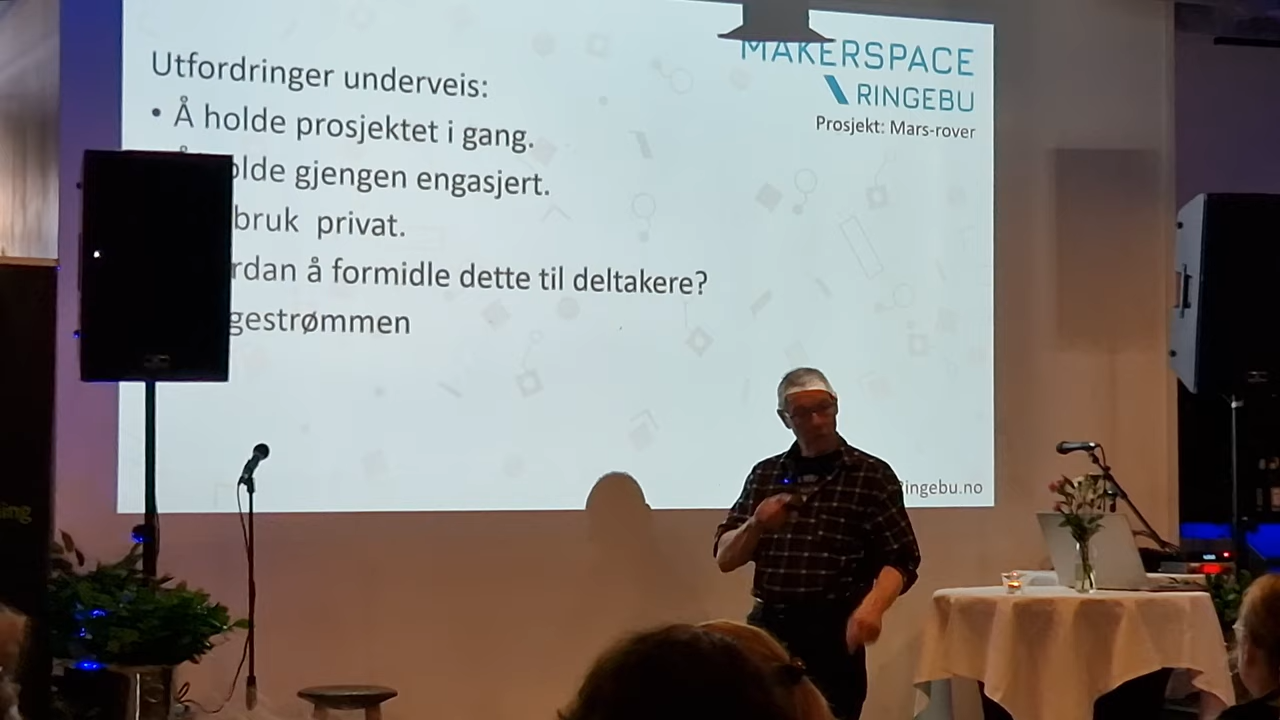 MAKERSPACE
RINGEBU
Prosjekt: Mars-rover
Utfordringer underveis:
• Å holde prosjektet i gang.
olde gjengen engasjert.
bruk privat.
rdan å formidle dette til deltakere?
gestrømmen
Ringebu.no
ing